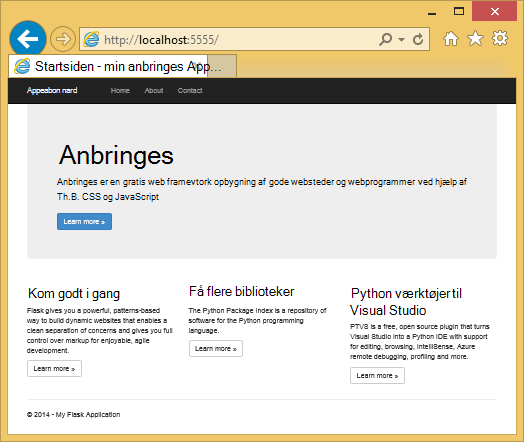 http://localhost:5555/
Startsiden - min anbringes App...
Appeabon nard Home About Contact
Anbringes
Anbringes er en gratis web framevtork opbygning af gode websteder og webprogrammer ved hjælp af
Th.B. CSS og JavaScript
Learn more »
Kom godt i gang
Flask gives you a powerful, patterns-based
way to build dynamic websites that enables a
clean separation of concerns and gives you full
control over markup for enjoyable, agile
development.
Learn more »
Få flere biblioteker
The Python Package Index is a repository of
software for the Python programming
language.
Learn more »
Python værktøjer til
Visual Studio
PTVS is a free, open source plugin that turns
Visual Studio into a Python IDE with support
for editing, browsing, IntelliSense, Azure
remote debugging, profiling and more.
Learn more »
© 2014 - My Flask Application